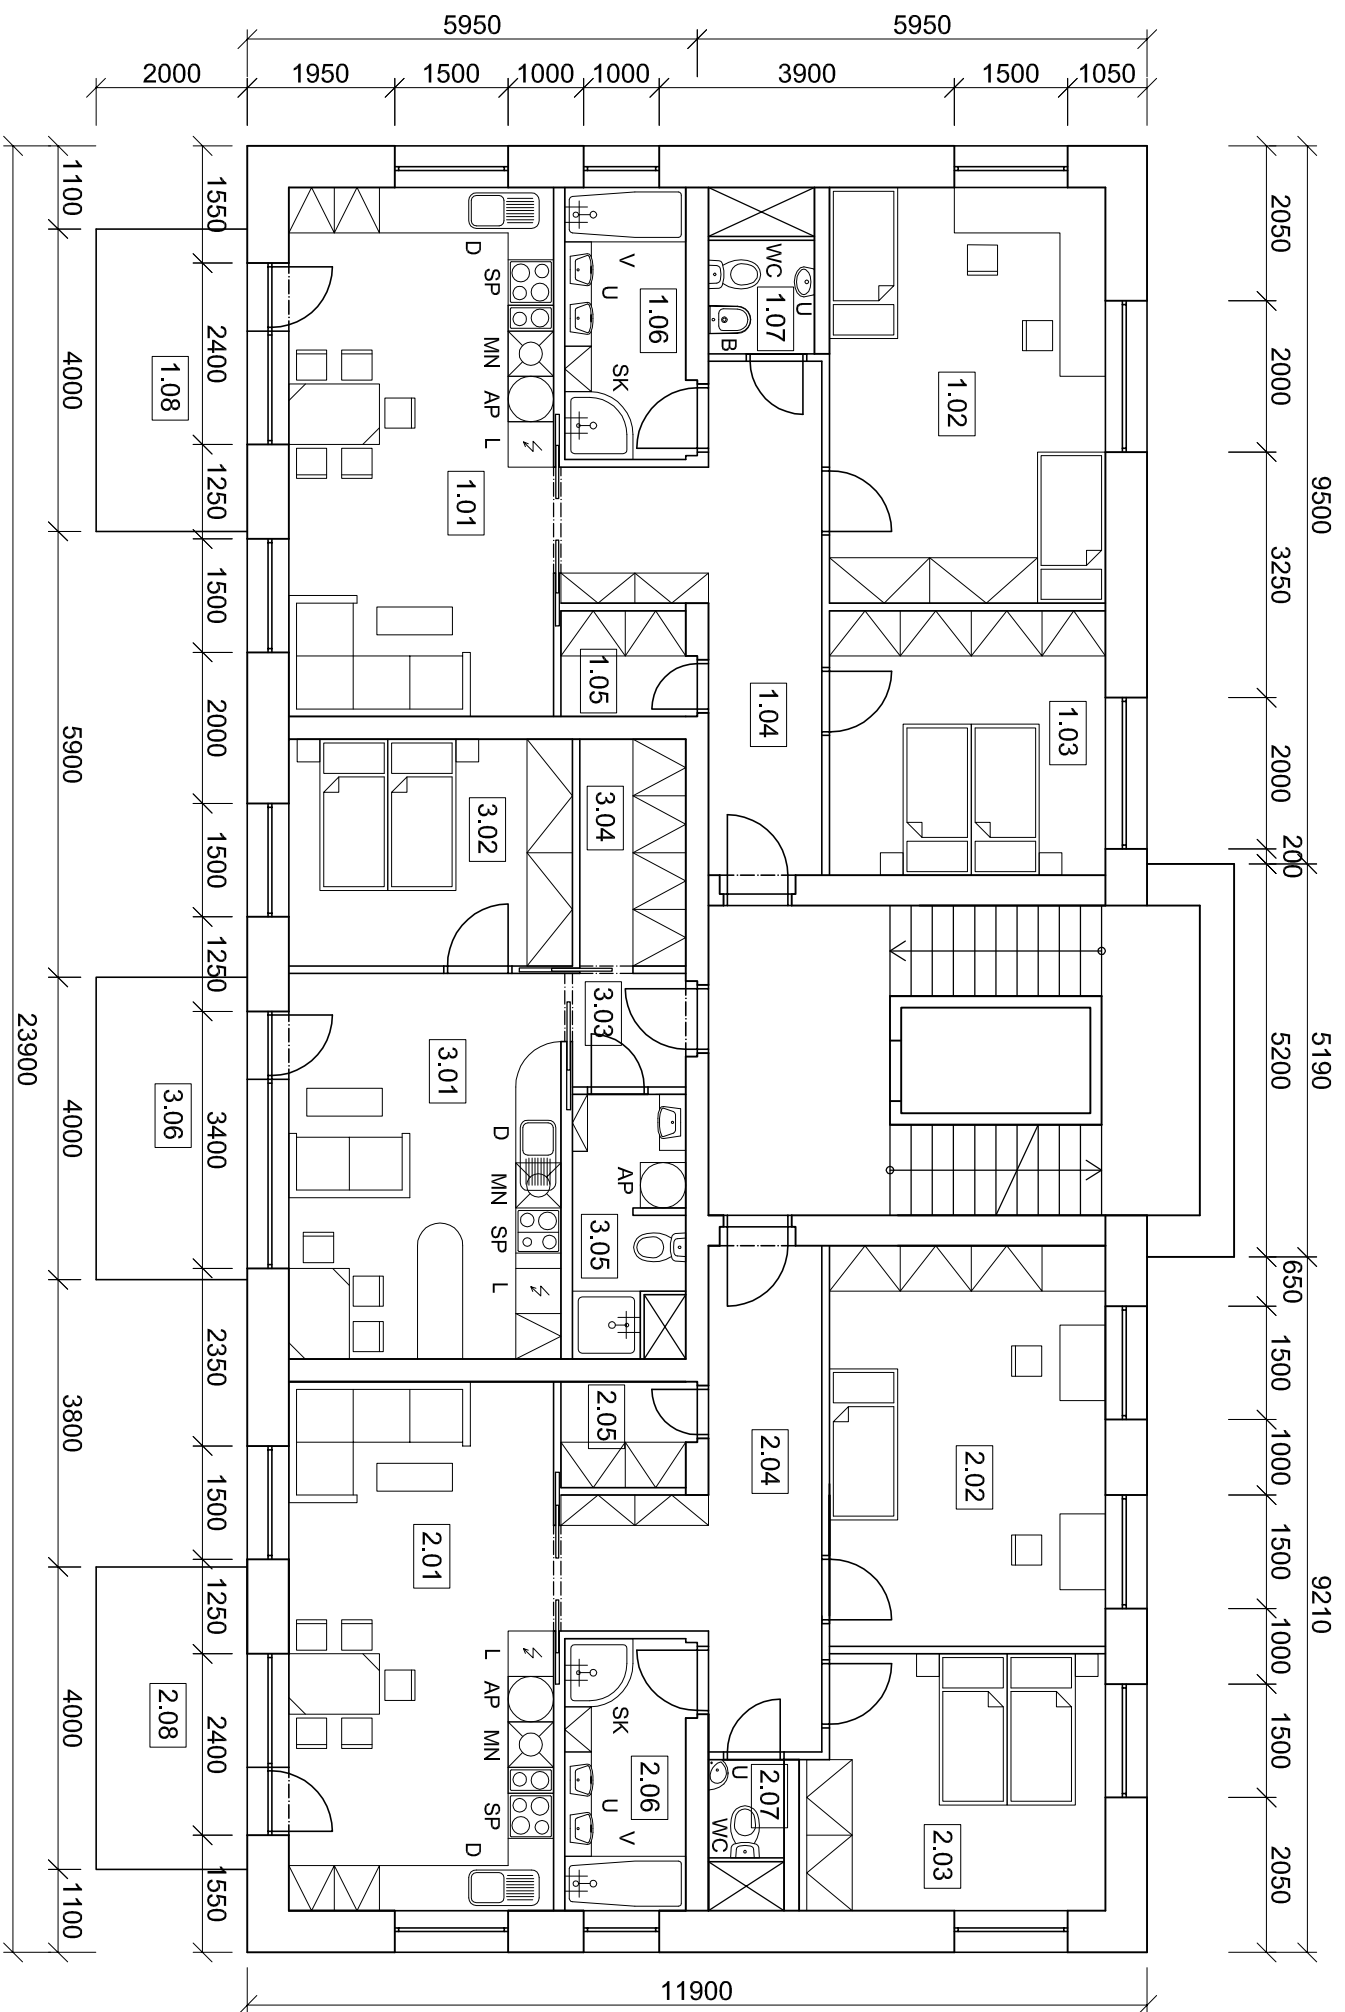 5950
5950
2000
1950
1500
1000
1000
3900
1500
1050
1100
4000
5900
4000
3800
4000
1100
23900
1550
2400
1250
1500
2000
1500
1250
3400
2350
1500
1250
2400
1550
2050
2000
3250
2000
200
5200
650
1500
1000
1500
1000
1500
2050
9500
5190
9210
11900
D
SP
MN
AP
L
V
U
SK
WC
U
B
1.01
1.02
1.03
1.04
1.05
1.06
1.07
1.08
3.01
3.02
3.03
3.04
3.05
3.06
D
MN
SP
L
AP
2.01
2.02
2.03
2.04
2.05
2.06
2.07
2.08
L
AP
MN
SP
D
SK
U
V
U
WC